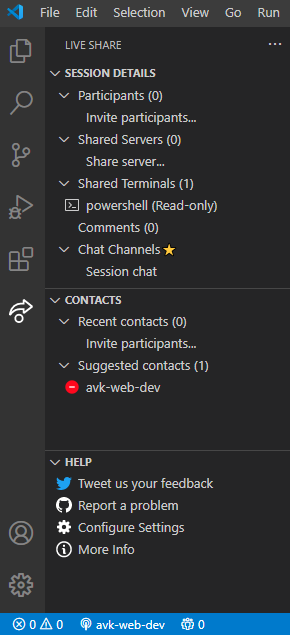 File Edit Selection View Go Run
LIVE SHARE
SESSION DETAILS
Participants (0)
Invite participants...
Shared Servers (0)
Share server...
Shared Terminals (1)
powershell (Read-only)
Comments (0)
Chat Channels
Session chat
CONTACTS
Recent contacts (0)
Invite participants...
Suggested contacts (1)
avk-web-dev
HELP
Tweet us your feedback
Report a problem
Configure Settings
More Info
0 0 avk-web-dev 0